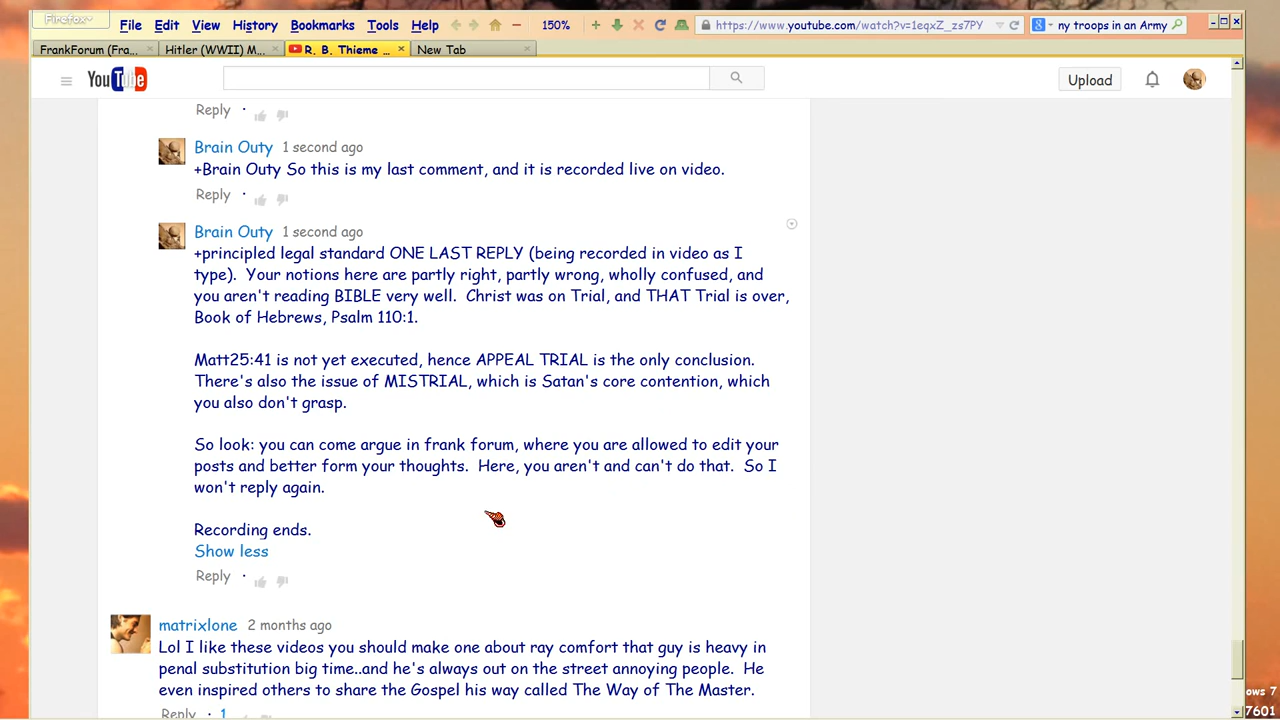 Firefox
File Edit View History Bookmarks Tools Help
150%
https://www.youtube.com/watch?v=1eqxZ_zs7PY
ny troops in an Army
FrankForum (Fra...
Hitler (WWII) M...
R. B. Thieme ...
New Tab
YouTube
Upload
Reply ·
Brain Outy 1 second ago
+Brain Outy So this is my last comment, and it is recorded live on video.
Reply ·
Brain Outy 1 second ago
+principled legal standard ONE LAST REPLY (being recorded in video as I
type). Your notions here are partly right, partly wrong, wholly confused, and
you aren't reading BIBLE very well. Christ was on Trial, and THAT Trial is over,
Book of Hebrews, Psalm 110:1.
Matt25:41 is not yet executed, hence APPEAL TRIAL is the only conclusion.
There's also the issue of MISTRIAL, which is Satan's core contention, which
you also don't grasp.
So look: you can come argue in frank forum, where you are allowed to edit your
posts and better form your thoughts. Here, you aren't and can't do that. So I
won't reply again.
Recording ends.
Show less
Reply ·
matrixlone 2 months ago
Lol I like these videos you should make one about ray comfort that guy is heavy in
penal substitution big time..and he's always out on the street annoying people. He
even inspired others to share the Gospel his way called The Way of The Master.
Reply · 1
ows 7
7601